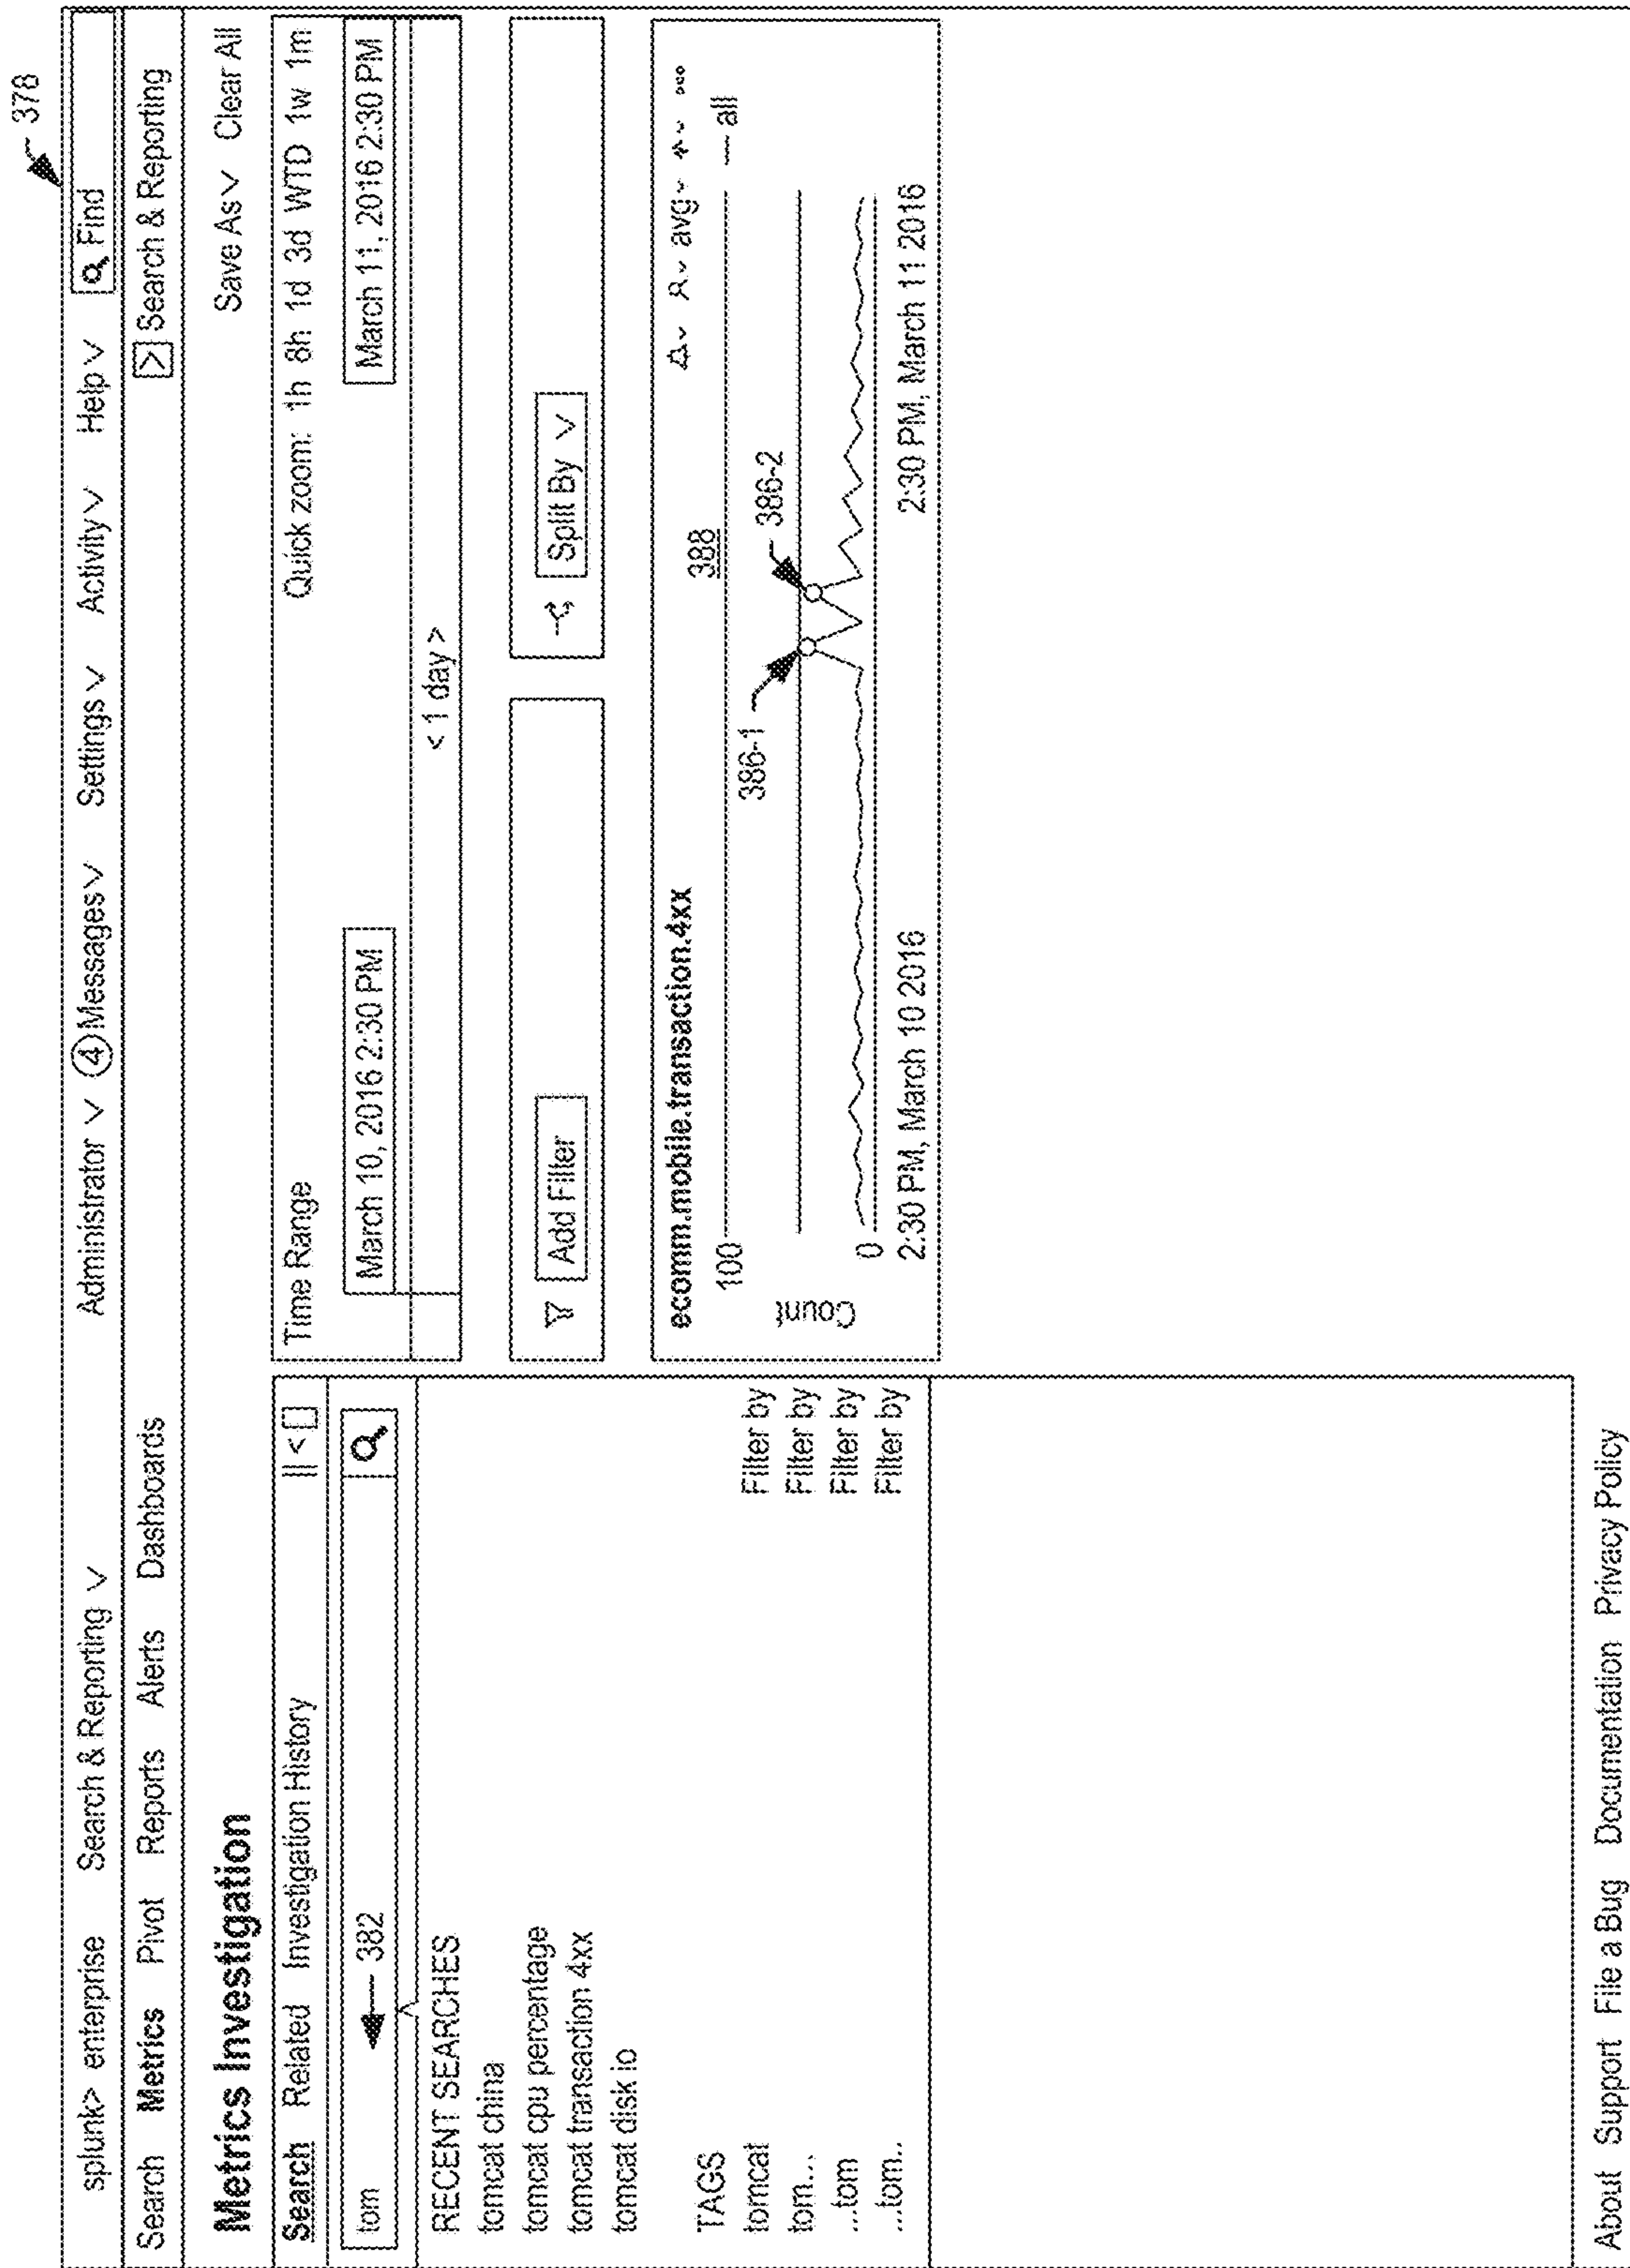 378
splunk> enterprise Search & Reporting ∨ Administrator ∨ 4 Messages ∨ Settings ∨ Activity ∨ Help ∨ Find
Search Metrics Pivot Reports Alerts Dashboards > Search & Reporting
Metrics Investigation Save As ∨ Clear All
Search Related Investigation History || < []
tom 382
RECENT SEARCHES
tomcat china
tomcat cpu percentage
tomcat transaction 4xx
tomcat disk io
TAGS
tomcat Filter by
tom... Filter by
...tom Filter by
...tom.. Filter by
Time Range Quick zoom: 1h 8h 1d 3d WTD 1w 1m
March 10, 2016 2:30 PM March 11, 2016 2:30 PM
< 1 day >
Add Filter Split By ∨
ecomm.mobile.transaction.4xx avg
388
all
100
386-1
386-2
Count
0
2:30 PM, March 10 2016 2:30 PM, March 11 2016
About Support File a Bug Documentation Privacy Policy